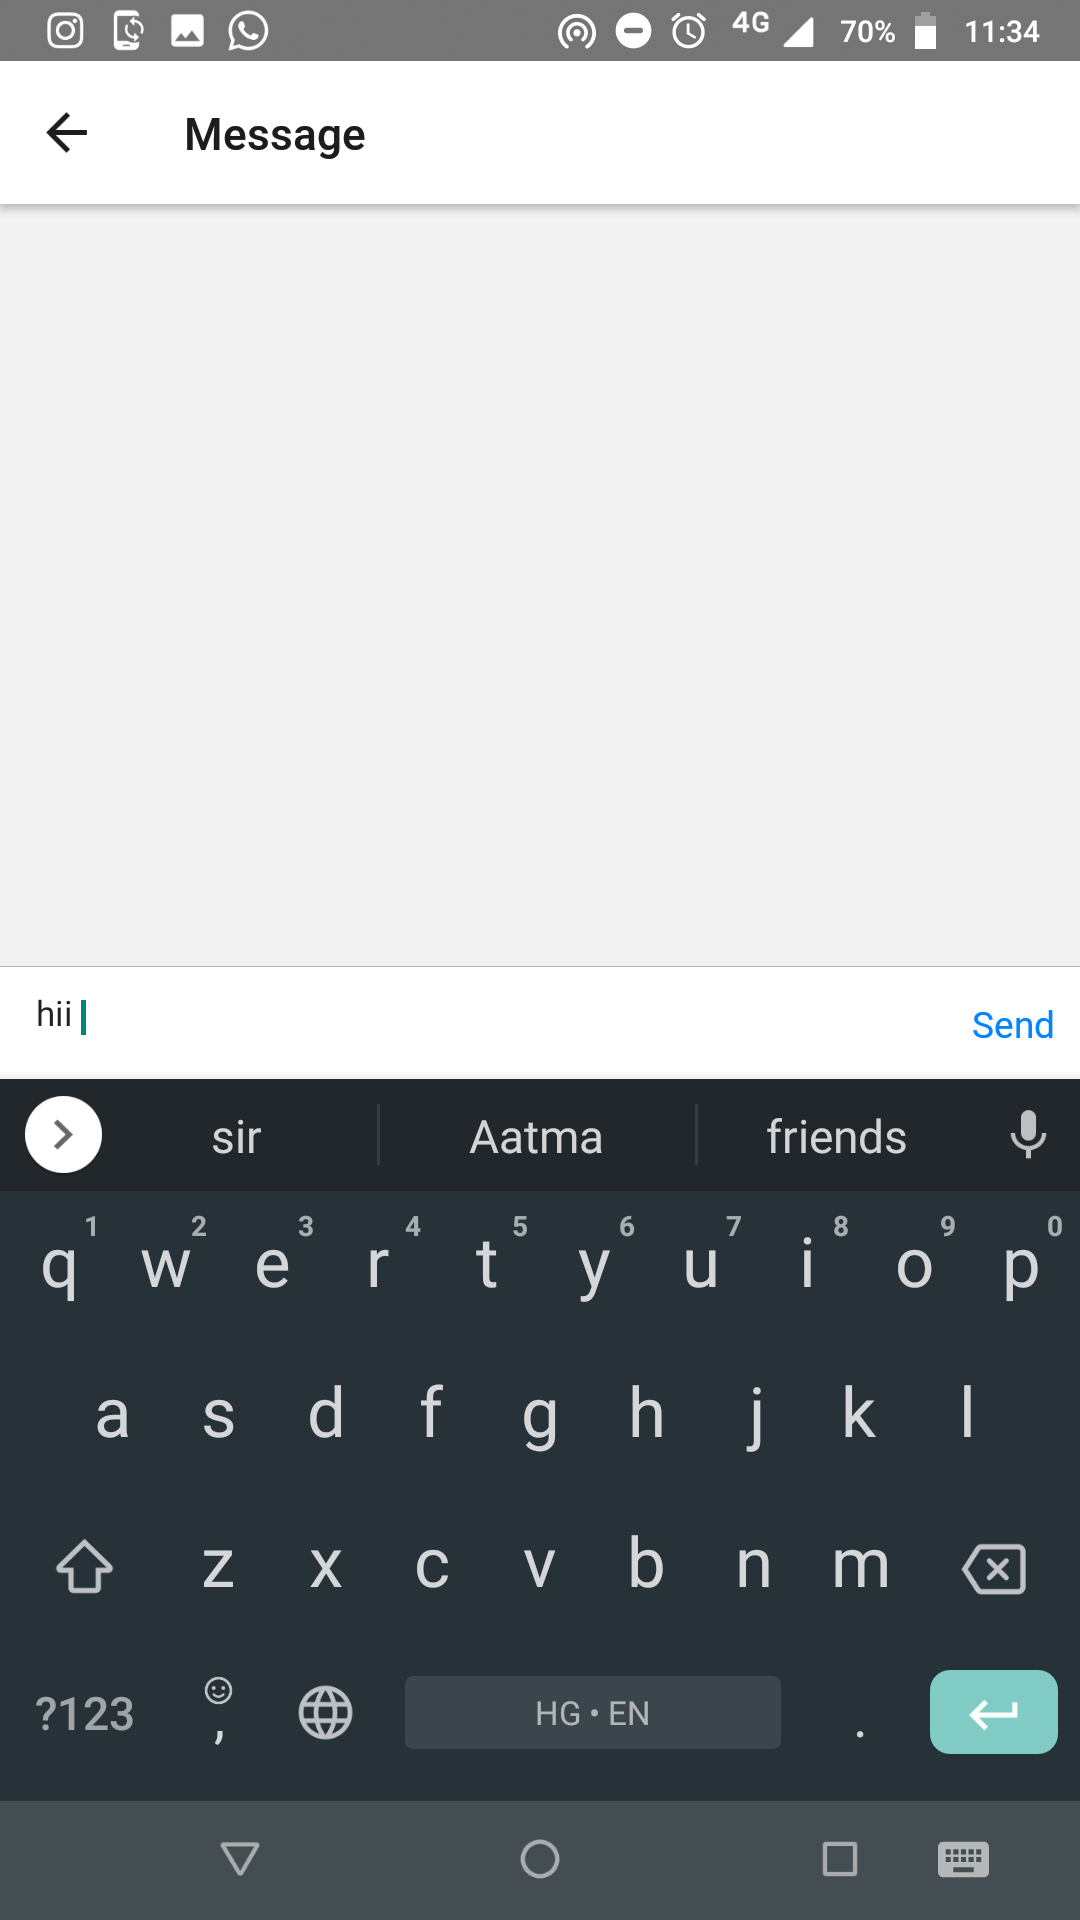 4G 70% 11:34
Message
hii
Send
sir Aatma friends
1 2 3 4 5 6 7 8 9 0
q w e r t y u i o p
a s d f g h j k l
z x c v b n m
?123 , HG • EN .